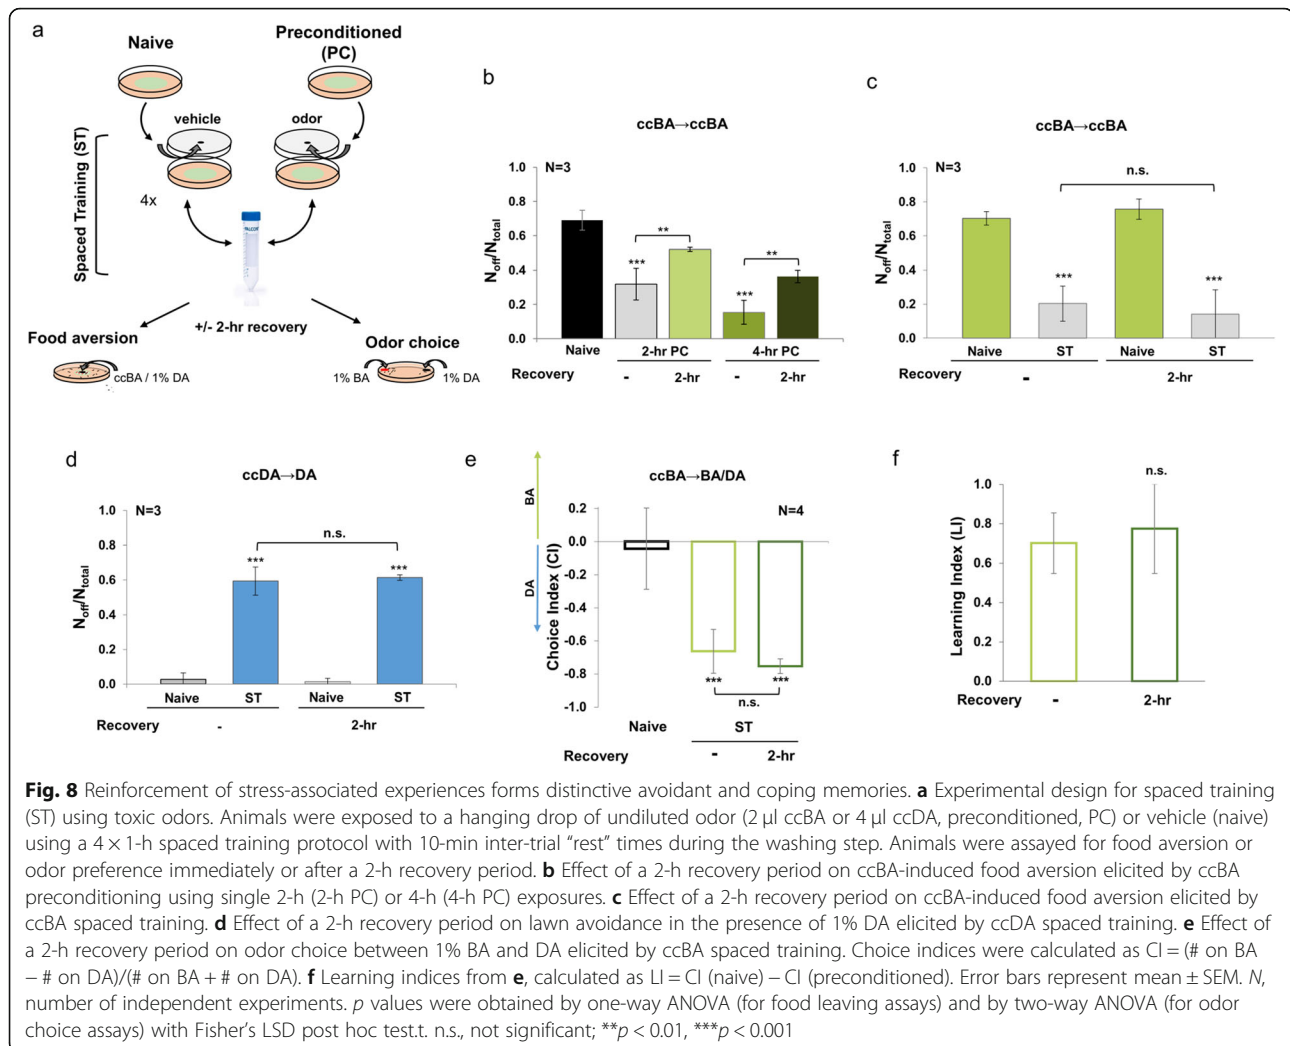 a
Naive
Preconditioned
(PC)
vehicle
odor
Spaced Training (ST)
4x
FALCON
+/- 2-hr recovery
Food aversion
Odor choice
ccBA / 1% DA
1% BA
1% DA
b
ccBA→ccBA
N=3
Noff/Ntotal
1.0
0.8
0.6
0.4
0.2
0.0
***
**
***
**
Naive
2-hr PC
4-hr PC
Recovery
-
2-hr
-
2-hr
c
ccBA→ccBA
N=3
n.s.
Noff/Ntotal
1.0
0.8
0.6
0.4
0.2
0.0
***
***
Naive
ST
Naive
ST
Recovery
-
2-hr
d
ccDA→DA
N=3
n.s.
Noff/Ntotal
1.0
0.8
0.6
0.4
0.2
0.0
***
***
Naive
ST
Naive
ST
Recovery
-
2-hr
e
ccBA→BA/DA
BA
DA
N=4
Choice Index (CI)
0.2
0.0
-0.2
-0.4
-0.6
-0.8
-1.0
***
***
n.s.
Naive
ST
Recovery
-
2-hr
f
n.s.
Learning Index (LI)
1.0
0.8
0.6
0.4
0.2
0.0
-
2-hr
Fig. 8 Reinforcement of stress-associated experiences forms distinctive avoidant and coping memories. a Experimental design for spaced training
(ST) using toxic odors. Animals were exposed to a hanging drop of undiluted odor (2 μl ccBA or 4 μl ccDA, preconditioned, PC) or vehicle (naive)
using a 4 × 1-h spaced training protocol with 10-min inter-trial “rest” times during the washing step. Animals were assayed for food aversion or
odor preference immediately or after a 2-h recovery period. b Effect of a 2-h recovery period on ccBA-induced food aversion elicited by ccBA
preconditioning using single 2-h (2-h PC) or 4-h (4-h PC) exposures. c Effect of a 2-h recovery period on ccBA-induced food aversion elicited by
ccBA spaced training. d Effect of a 2-h recovery period on lawn avoidance in the presence of 1% DA elicited by ccDA spaced training. e Effect of
a 2-h recovery period on odor choice between 1% BA and DA elicited by ccBA spaced training. Choice indices were calculated as CI = (# on BA
− # on DA)/(# on BA + # on DA). f Learning indices from e, calculated as LI = CI (naive) − CI (preconditioned). Error bars represent mean ± SEM. N,
number of independent experiments. p values were obtained by one-way ANOVA (for food leaving assays) and by two-way ANOVA (for odor
choice assays) with Fisher’s LSD post hoc test.t. n.s., not significant; **p < 0.01, ***p < 0.001